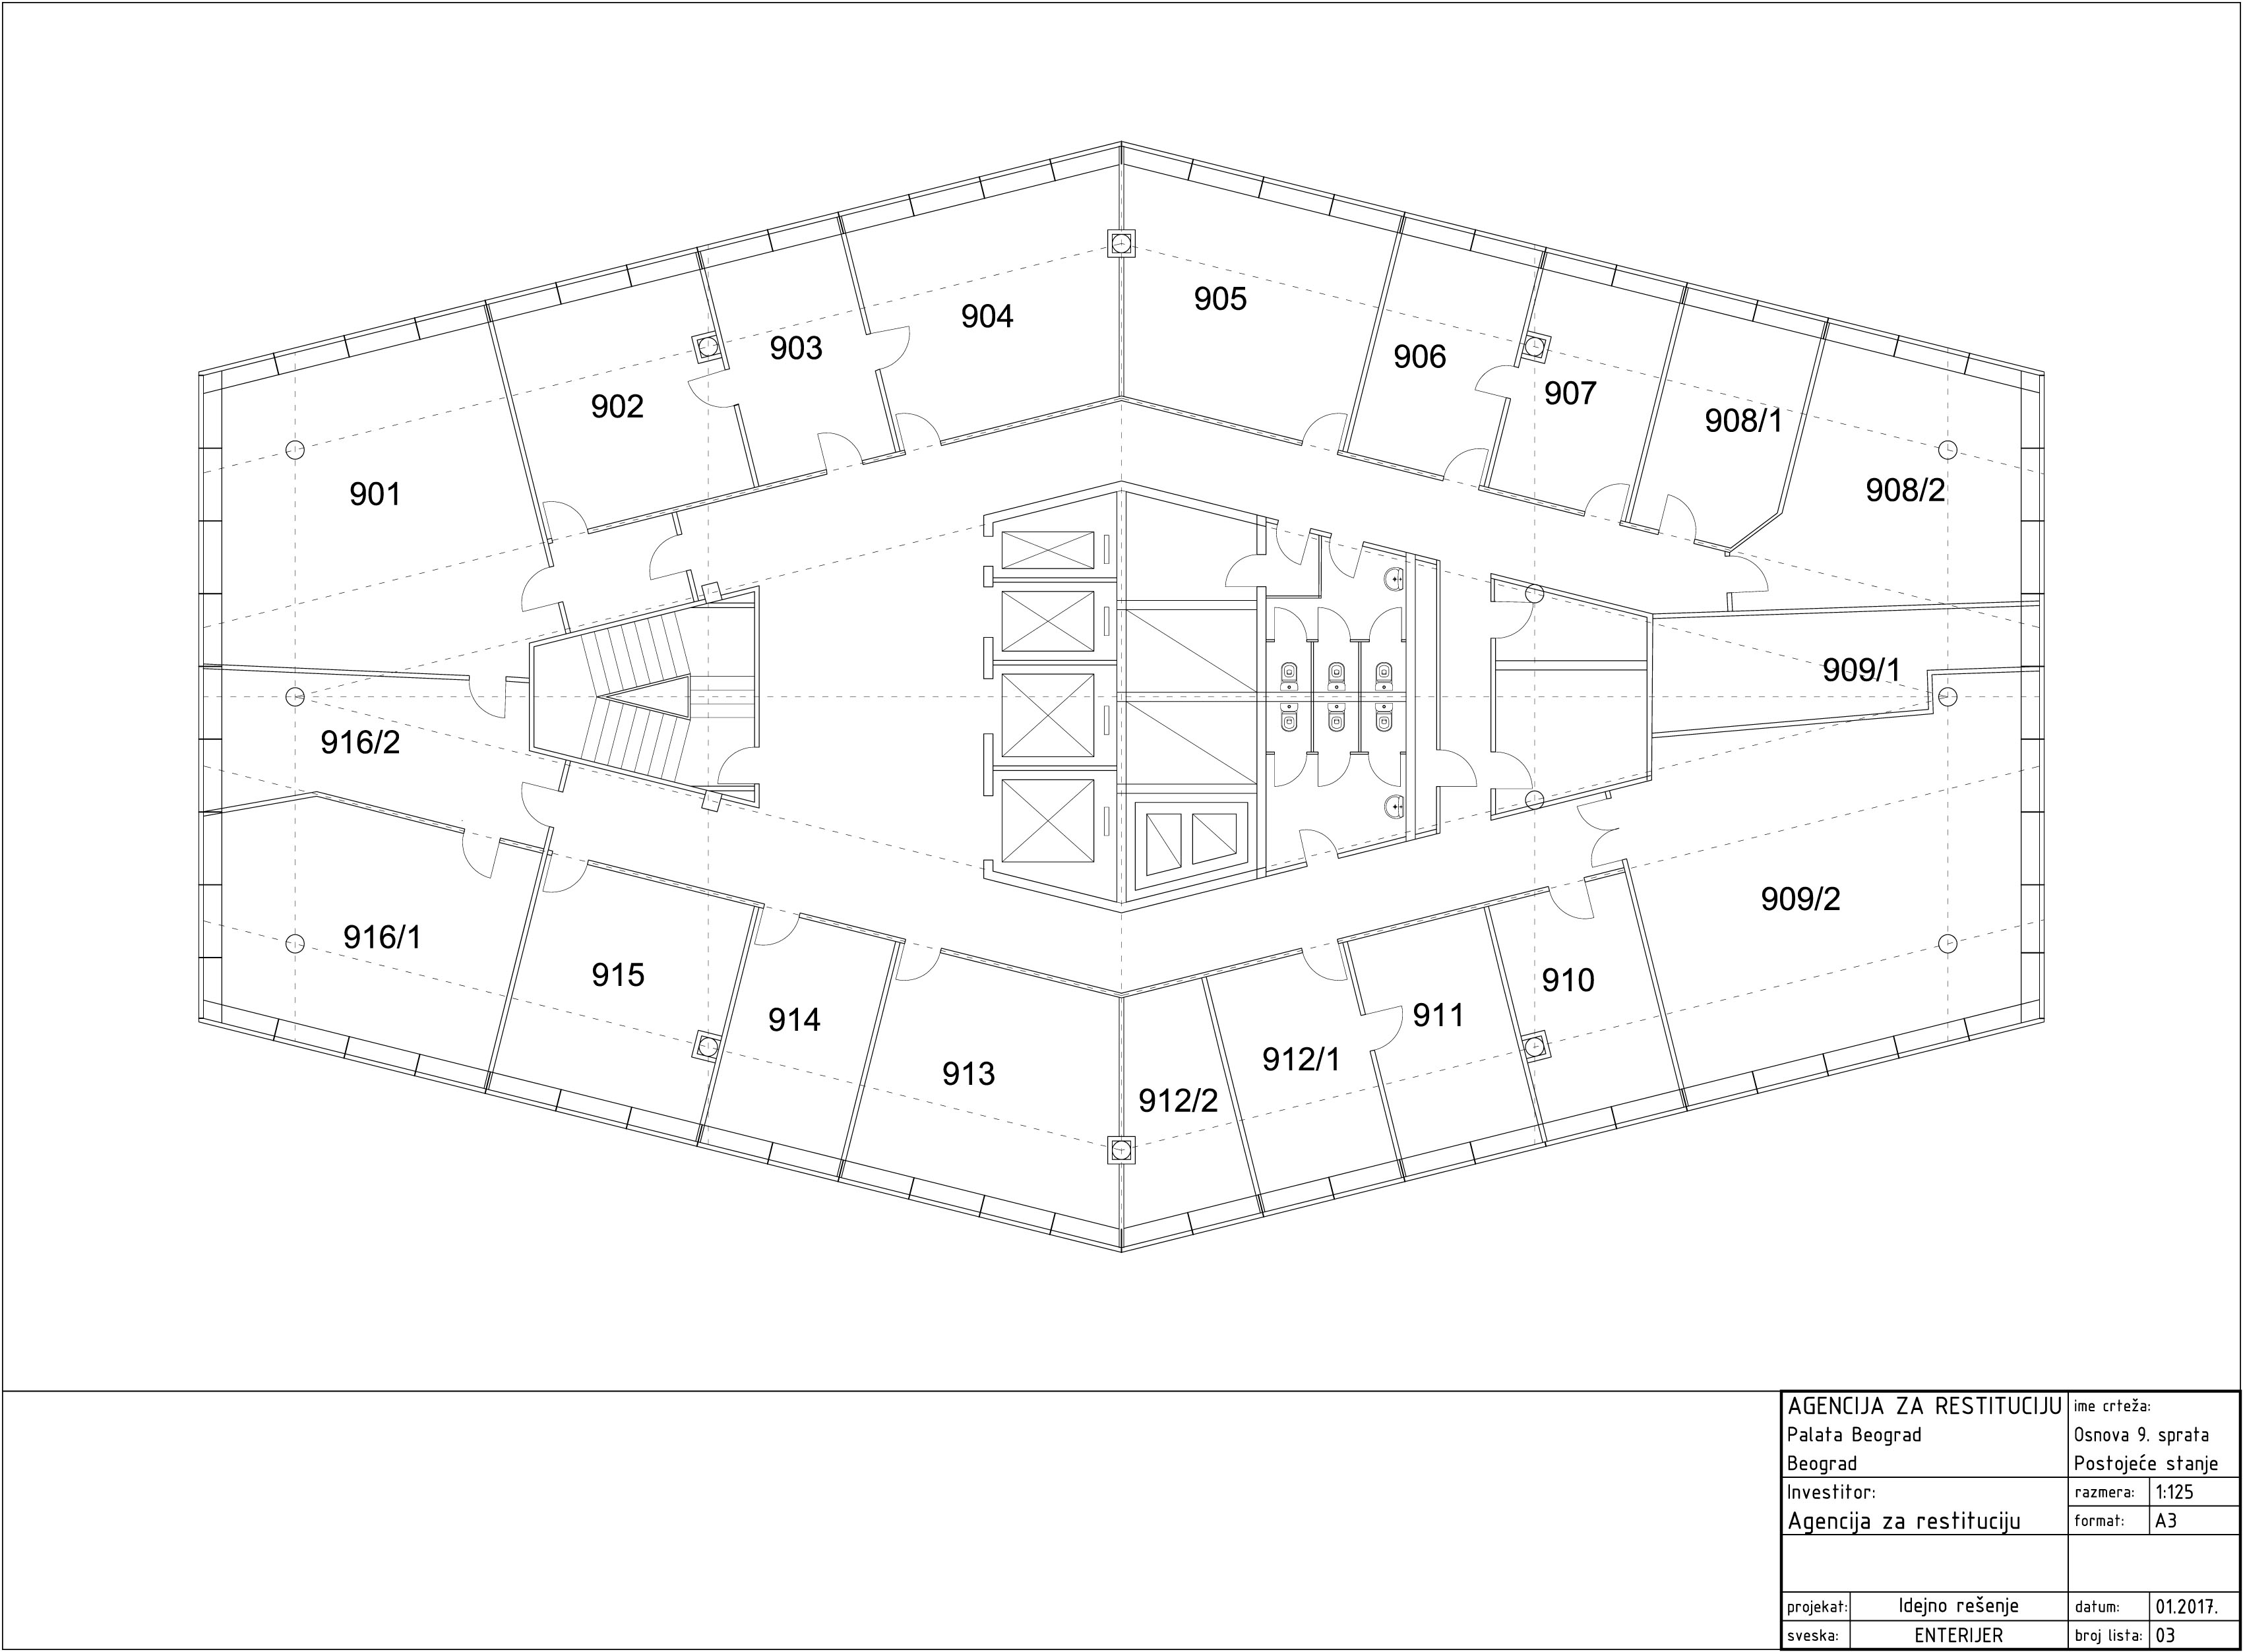 904
905
903
906
907
902
908/1
901
908/2
909/1
916/2
909/2
916/1
915
910
914
911
912/1
913
912/2
AGENCIJA ZA RESTITUCIJU
Palata Beograd
Beograd
ime crteža:
Osnova 9. sprata
Postojeće stanje
Investitor:
Agencija za restituciju
razmera: 1:125
format: A3
projekat: Idejno rešenje
datum: 01.2017.
sveska: ENTERIJER
broj lista: 03